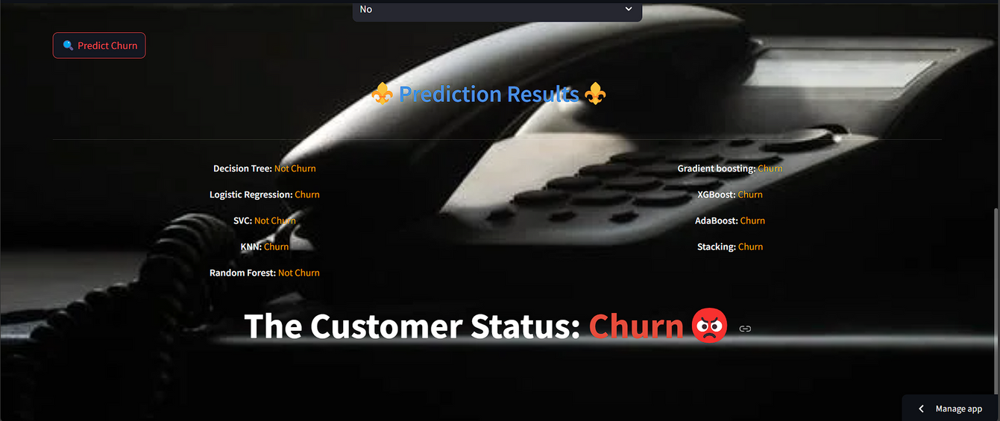 No
Predict Churn
Prediction Results
Decision Tree: Not Churn
Logistic Regression: Churn
SVC: Not Churn
KNN: Churn
Random Forest: Not Churn
Gradient boosting: Churn
XGBoost: Churn
AdaBoost: Churn
Stacking: Churn
The Customer Status: Churn
Manage app